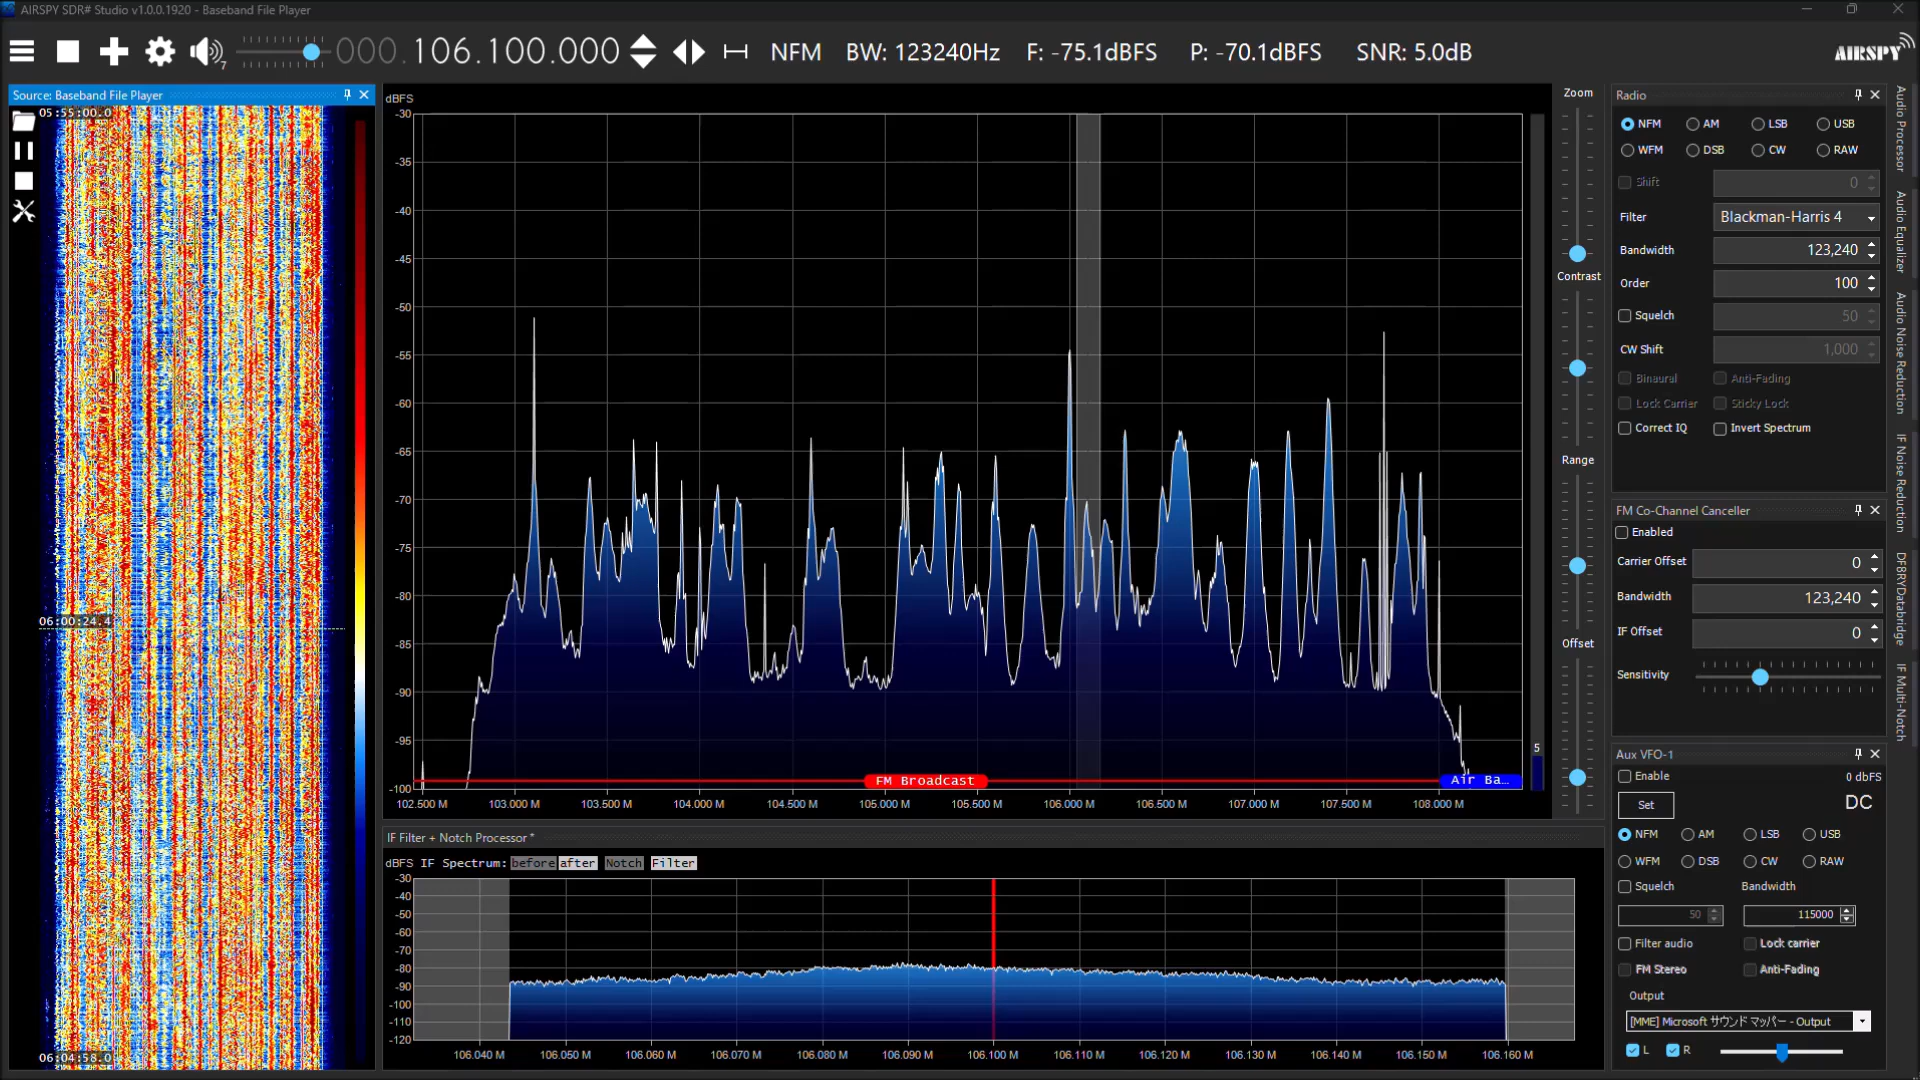 AIRSPY SDR# Studio v1.0.0.1920 - Baseband File Player
7
000.106.100.000
NFM
BW: 123240Hz
F: -75.1dBFS
P: -70.1dBFS
SNR: 5.0dB
AIRSPY
Source: Baseband File Player
05:55:00.0
06:00:24.4
06:04:58.0
dBFS
-30
-35
-40
-45
-50
-55
-60
-65
-70
-75
-80
-85
-90
-95
-100
FM Broadcast
Air Ba…
102.500 M 103.000 M 103.500 M 104.000 M 104.500 M 105.000 M 105.500 M 106.000 M 106.500 M 107.000 M 107.500 M 108.000 M
5
Zoom
Contrast
Range
Offset
IF Filter + Notch Processor *
dBFS IF Spectrum: before after Notch Filter
-30
-40
-50
-60
-70
-80
-90
-100
-110
-120
106.040 M 106.050 M 106.060 M 106.070 M 106.080 M 106.090 M 106.100 M 106.110 M 106.120 M 106.130 M 106.140 M 106.150 M 106.160 M
Radio
NFM AM LSB USB
WFM DSB CW RAW
Shift 0
Filter Blackman-Harris 4
Bandwidth 123,240
Order 100
Squelch 50
CW Shift 1,000
Binaural Anti-Fading
Lock Carrier Sticky Lock
Correct IQ Invert Spectrum
FM Co-Channel Canceller
Enabled
Carrier Offset 0
Bandwidth 123,240
IF Offset 0
Sensitivity
Aux VFO-1
Enable 0 dbFS
Set DC
NFM AM LSB USB
WFM DSB CW RAW
Squelch Bandwidth
50 115000
Filter audio Lock carrier
FM Stereo Anti-Fading
Output
[MME] Microsoft サウンド マッパー - Output
L R
Audio Processor
Audio Equalizer
Audio Noise Reduction
IF Noise Reduction
DF8RYDatabridge
IF Multi-Notch